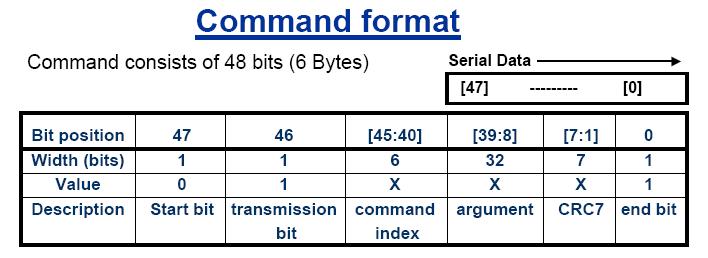 Command format
Command consists of 48 bits (6 Bytes)
Serial Data
[47] --------- [0]
Bit position 47 46 [45:40] [39:8] [7:1] 0
Width (bits) 1 1 6 32 7 1
Value 0 1 X X X 1
Description Start bit transmission command argument CRC7 end bit
bit index